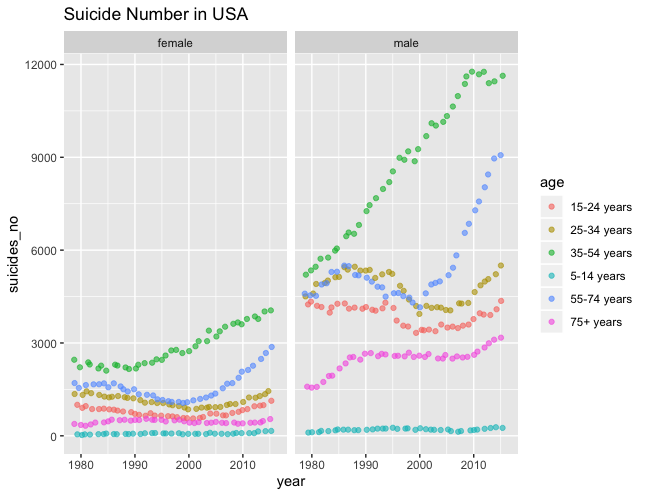 Suicide Number in USA
female
male
12000
9000
6000
3000
0
1980 1990 2000 2010
1980 1990 2000 2010
year
suicides_no
age
15-24 years
25-34 years
35-54 years
5-14 years
55-74 years
75+ years